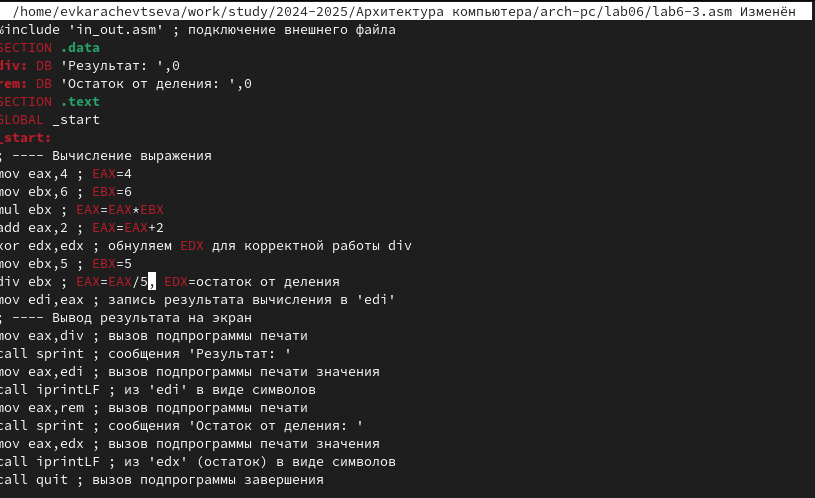 /home/evkarachevtseva/work/study/2024-2025/Архитектура компьютера/arch-pc/lab06/lab6-3.asm Изменён
%include 'in_out.asm' ; подключение внешнего файла
SECTION .data
div: DB 'Результат: ',0
rem: DB 'Остаток от деления: ',0
SECTION .text
GLOBAL _start
_start:
; ---- Вычисление выражения
mov eax,4 ; EAX=4
mov ebx,6 ; EBX=6
mul ebx ; EAX=EAX*EBX
add eax,2 ; EAX=EAX+2
xor edx,edx ; обнуляем EDX для корректной работы div
mov ebx,5 ; EBX=5
div ebx ; EAX=EAX/5, EDX=остаток от деления
mov edi,eax ; запись результата вычисления в 'edi'
; ---- Вывод результата на экран
mov eax,div ; вызов подпрограммы печати
call sprint ; сообщения 'Результат: '
mov eax,edi ; вызов подпрограммы печати значения
call iprintLF ; из 'edi' в виде символов
mov eax,rem ; вызов подпрограммы печати
call sprint ; сообщения 'Остаток от деления: '
mov eax,edx ; вызов подпрограммы печати значения
call iprintLF ; из 'edx' (остаток) в виде символов
call quit ; вызов подпрограммы завершения